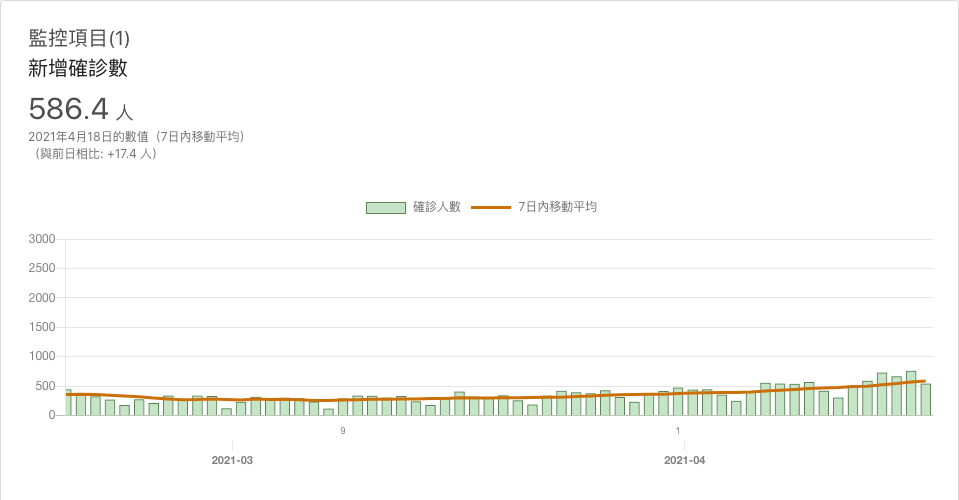 監控項目(1)
新增確診數
586.4 人
2021年4月18日的數值（7日內移動平均）
（與前日相比: +17.4 人）
確診人數 7日內移動平均
3000
2500
2000
1500
1000
500
0
9 1
2021-03 2021-04